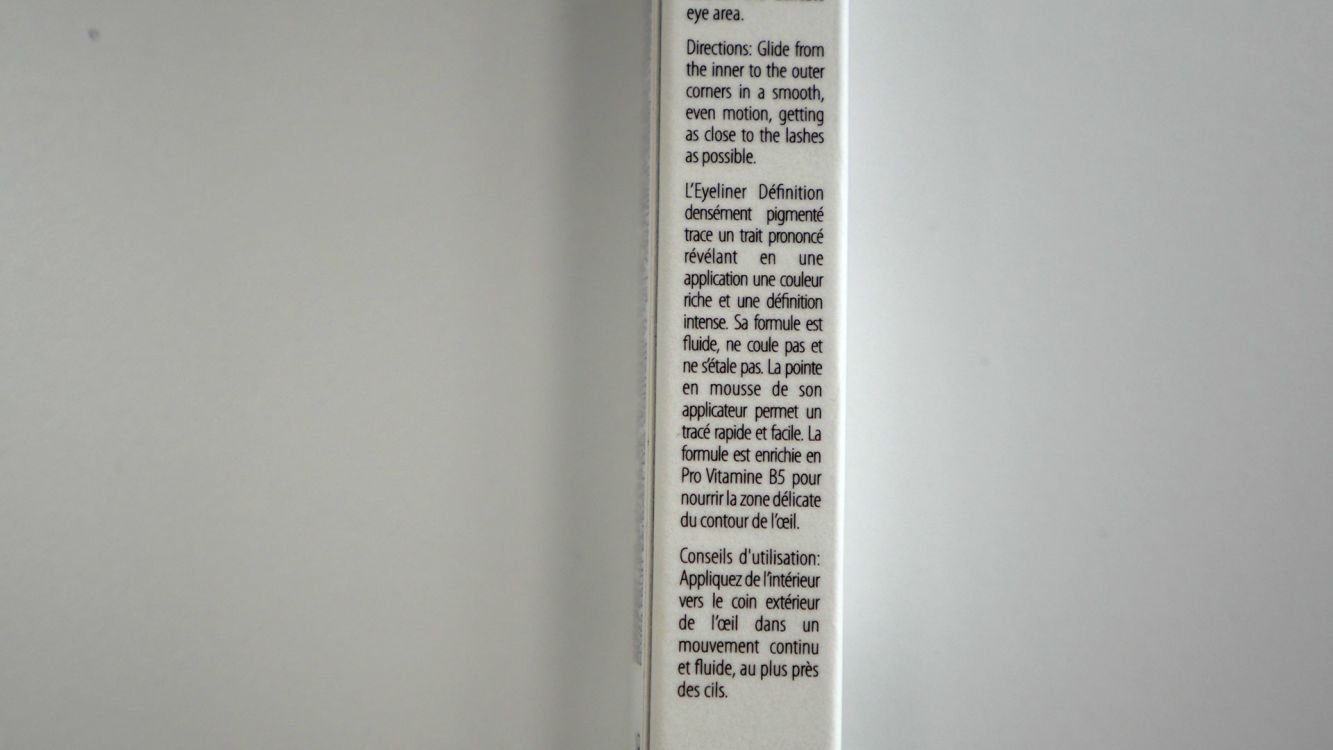 eye area.
Directions: Glide from
the inner to the outer
corners in a smooth,
even motion, getting
as close to the lashes
as possible.
L'Eyeliner Définition
densément pigmenté
trace un trait prononcé
révélant en une
application une couleur
riche et une définition
intense. Sa formule est
fluide, ne coule pas et
ne s'étale pas. La pointe
en mousse de son
applicateur permet un
tracé rapide et facile. La
formule est enrichie en
Pro Vitamine B5 pour
nourrir la zone délicate
du contour de l'œil.
Conseils d'utilisation:
Appliquez de l'intérieur
vers le coin extérieur
de l'œil dans un
mouvement continu
et fluide, au plus près
des cils.